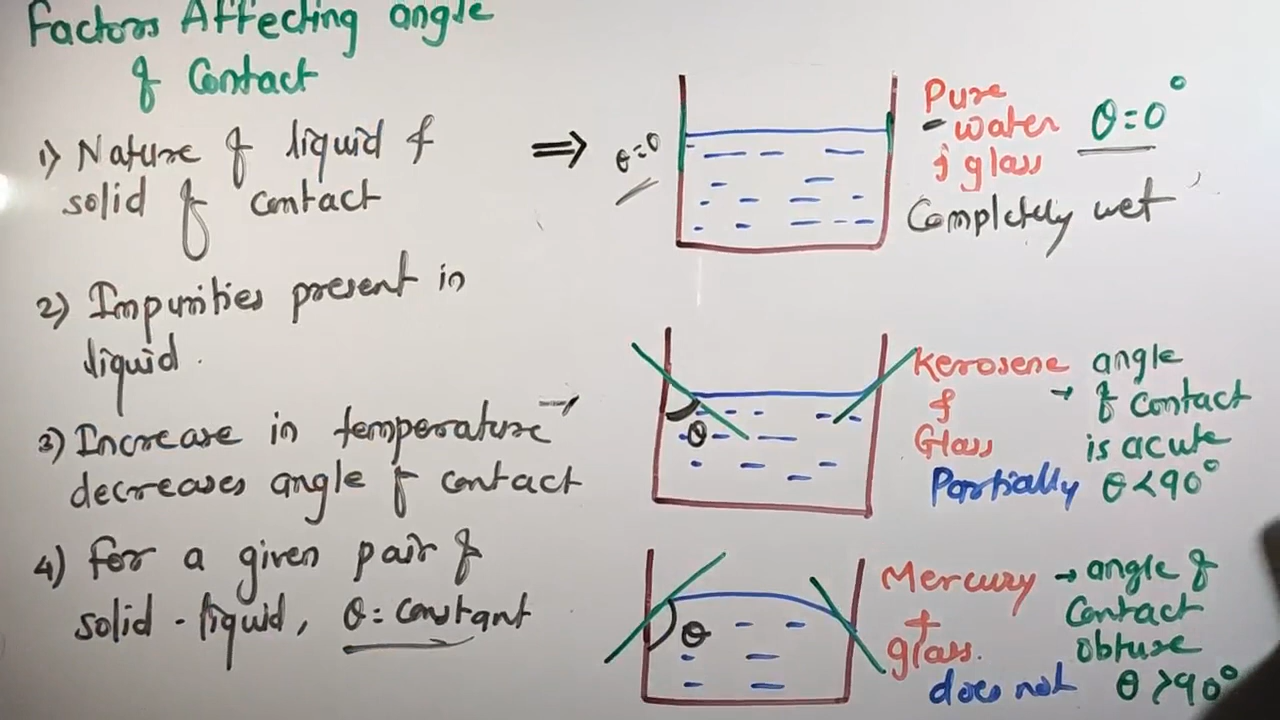 Factors Affecting angle
of Contact
1) Nature of liquid &
solid of contact
2) Impurities present in
liquid.
3) Increase in temperature
decreases angle of contact
4) For a given pair of
solid - liquid, θ = constant
⇒ θ=0
Pure
water
& glass
θ=0°
Completely wet
θ
Kerosene
&
Glass
Partially
→ angle
of contact
is acute
θ<90°
θ
Mercury
+
glass.
does not
→ angle of
Contact
obtuse
θ>90°